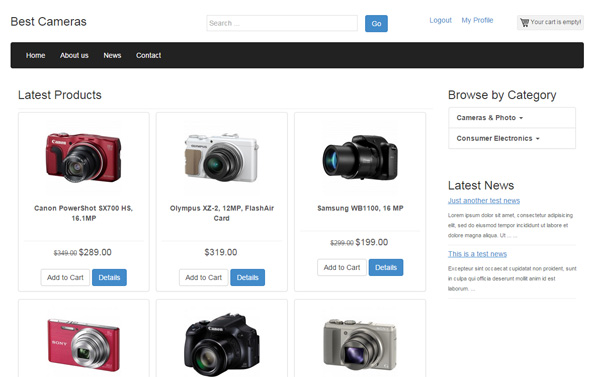 Best Cameras
Search ...
Go
Logout
My Profile
Your cart is empty!
Home
About us
News
Contact
Latest Products
Canon PowerShot SX700 HS,
16,1MP
$349.00 $289.00
Add to Cart
Details
Olympus XZ-2, 12MP, FlashAir
Card
$319.00
Add to Cart
Details
Samsung WB1100, 16 MP
$299.00 $199.00
Add to Cart
Details
Canon
SONY
Canon
Browse by Category
Cameras & Photo
Consumer Electronics
Latest News
Just another test news
Lorem ipsum dolor sit amet, consectetur adipisicing
elit, sed do eiusmod tempor incididunt ut labore et
dolore magna aliqua. Ut ... ...
This is a test news
Excepteur sint occaecat cupidatat non proident, sunt
in culpa qui officia deserunt mollit anim id est
laborum ....